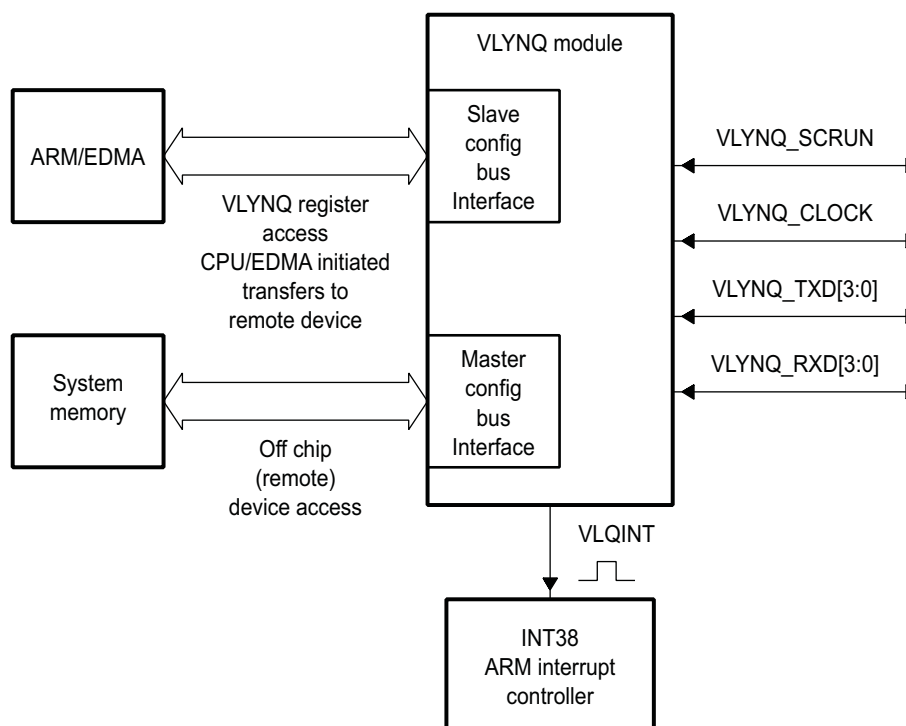 VLYNQ module
ARM/EDMA
Slave
config
bus
Interface
VLYNQ register
access
CPU/EDMA initiated
transfers to
remote device
VLYNQ_SCRUN
VLYNQ_CLOCK
VLYNQ_TXD[3:0]
VLYNQ_RXD[3:0]
System
memory
Master
config
bus
Interface
Off chip
(remote)
device access
VLQINT
INT38
ARM interrupt
controller